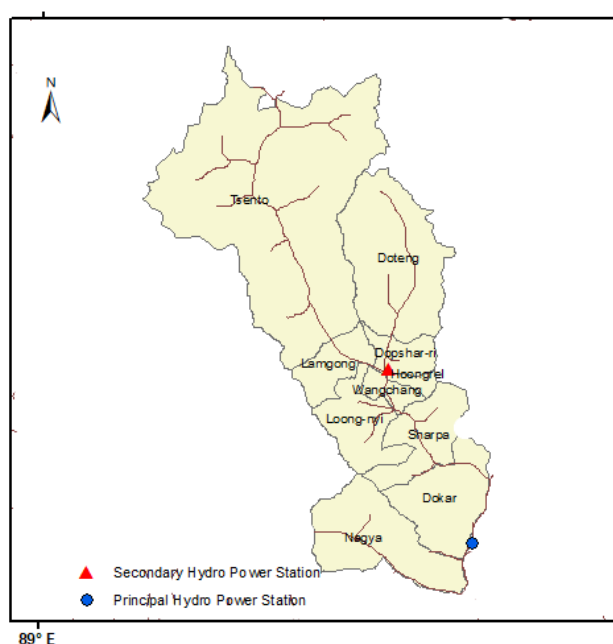 N
Tsento
Doteng
Dopshar-ri
Lamgong
Hoongrel
Wangchang
Loong-nyi
Sharpa
Dokar
Nagya
Secondary Hydro Power Station
Principal Hydro Power Station
89° E